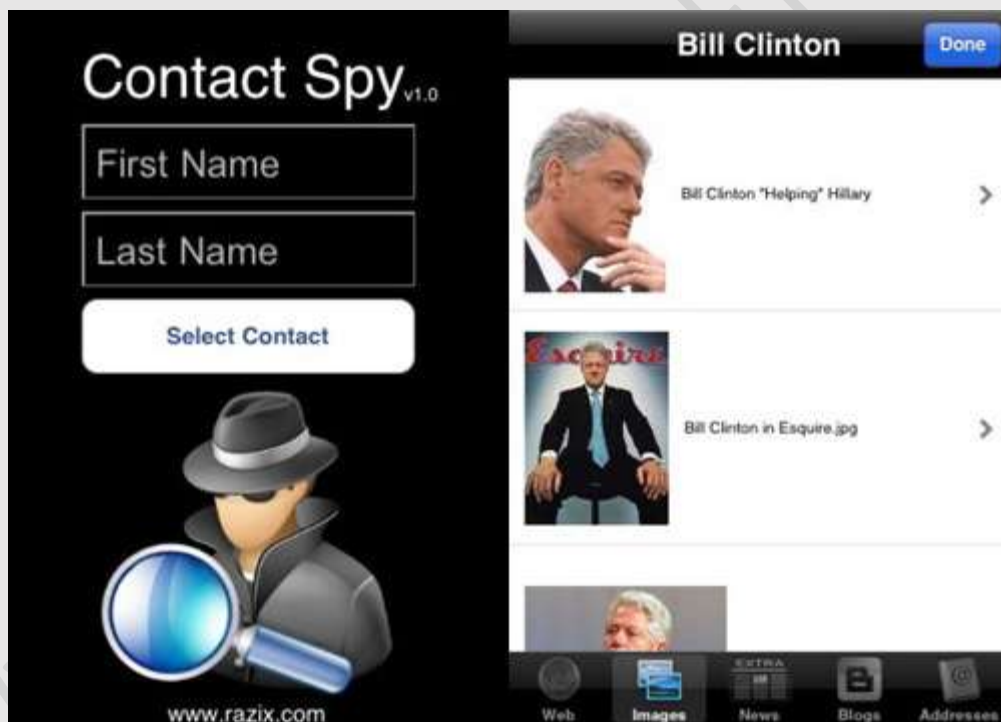 Contact Spy v1.0
First Name
Last Name
Select Contact
www.razix.com
Bill Clinton
Done
Bill Clinton "Helping" Hillary
Esquire
Bill Clinton in Esquire.jpg
EXTRA
Web
Images
News
Blogs
Addresses